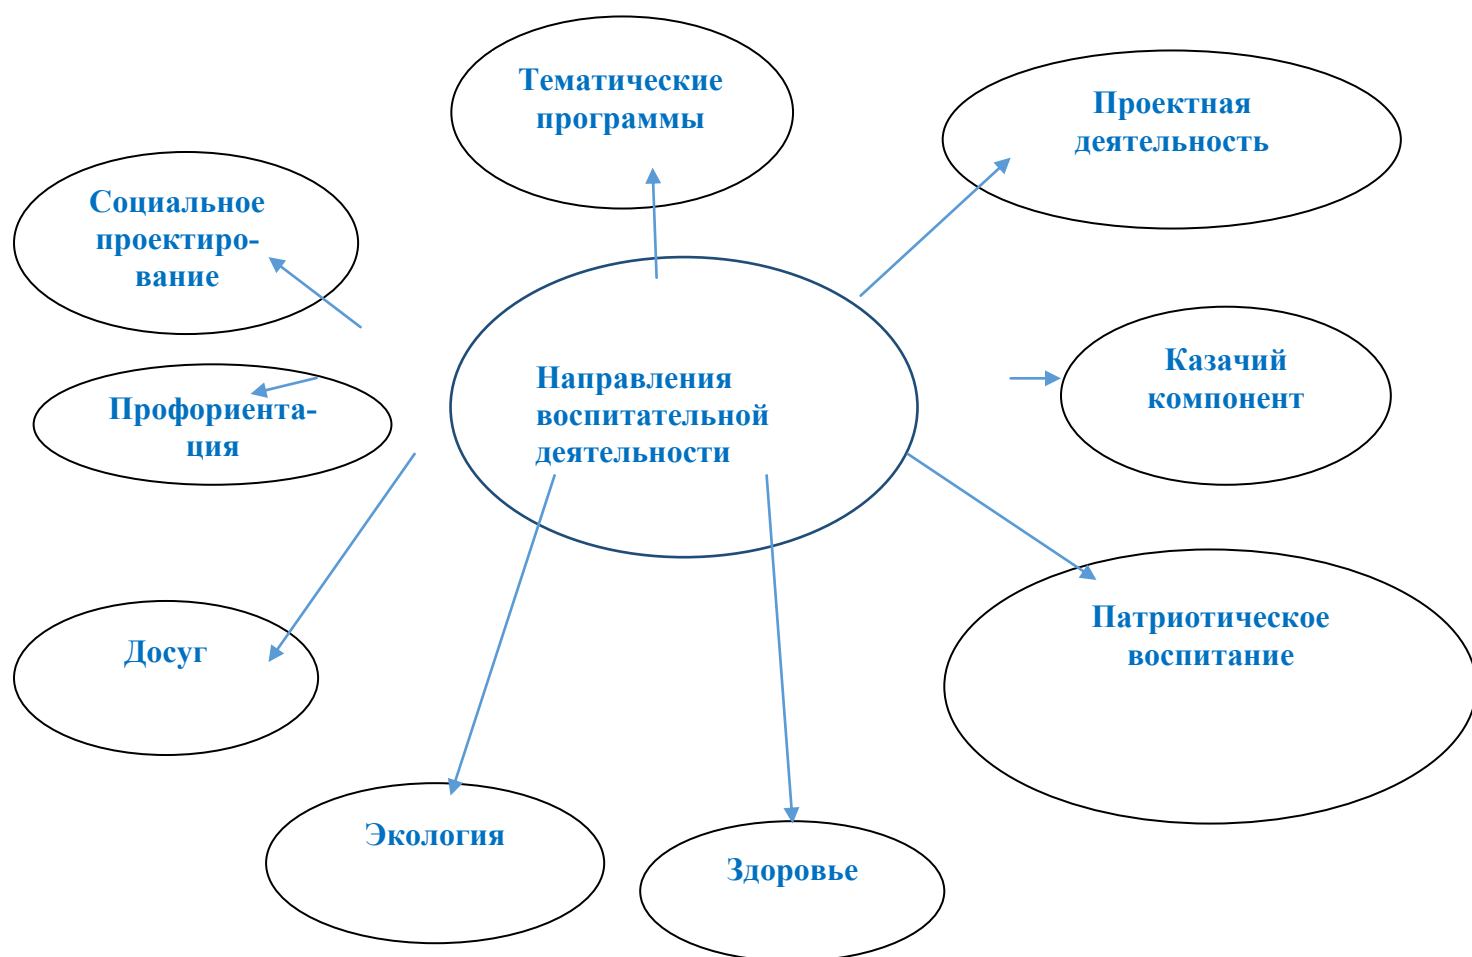 Тематические
программы
Проектная
деятельность
Социальное
проектиро-
вание
Казачий
компонент
Направления
воспитательной
деятельности
Профориента-
ция
Патриотическое
воспитание
Досуг
Экология
Здоровье